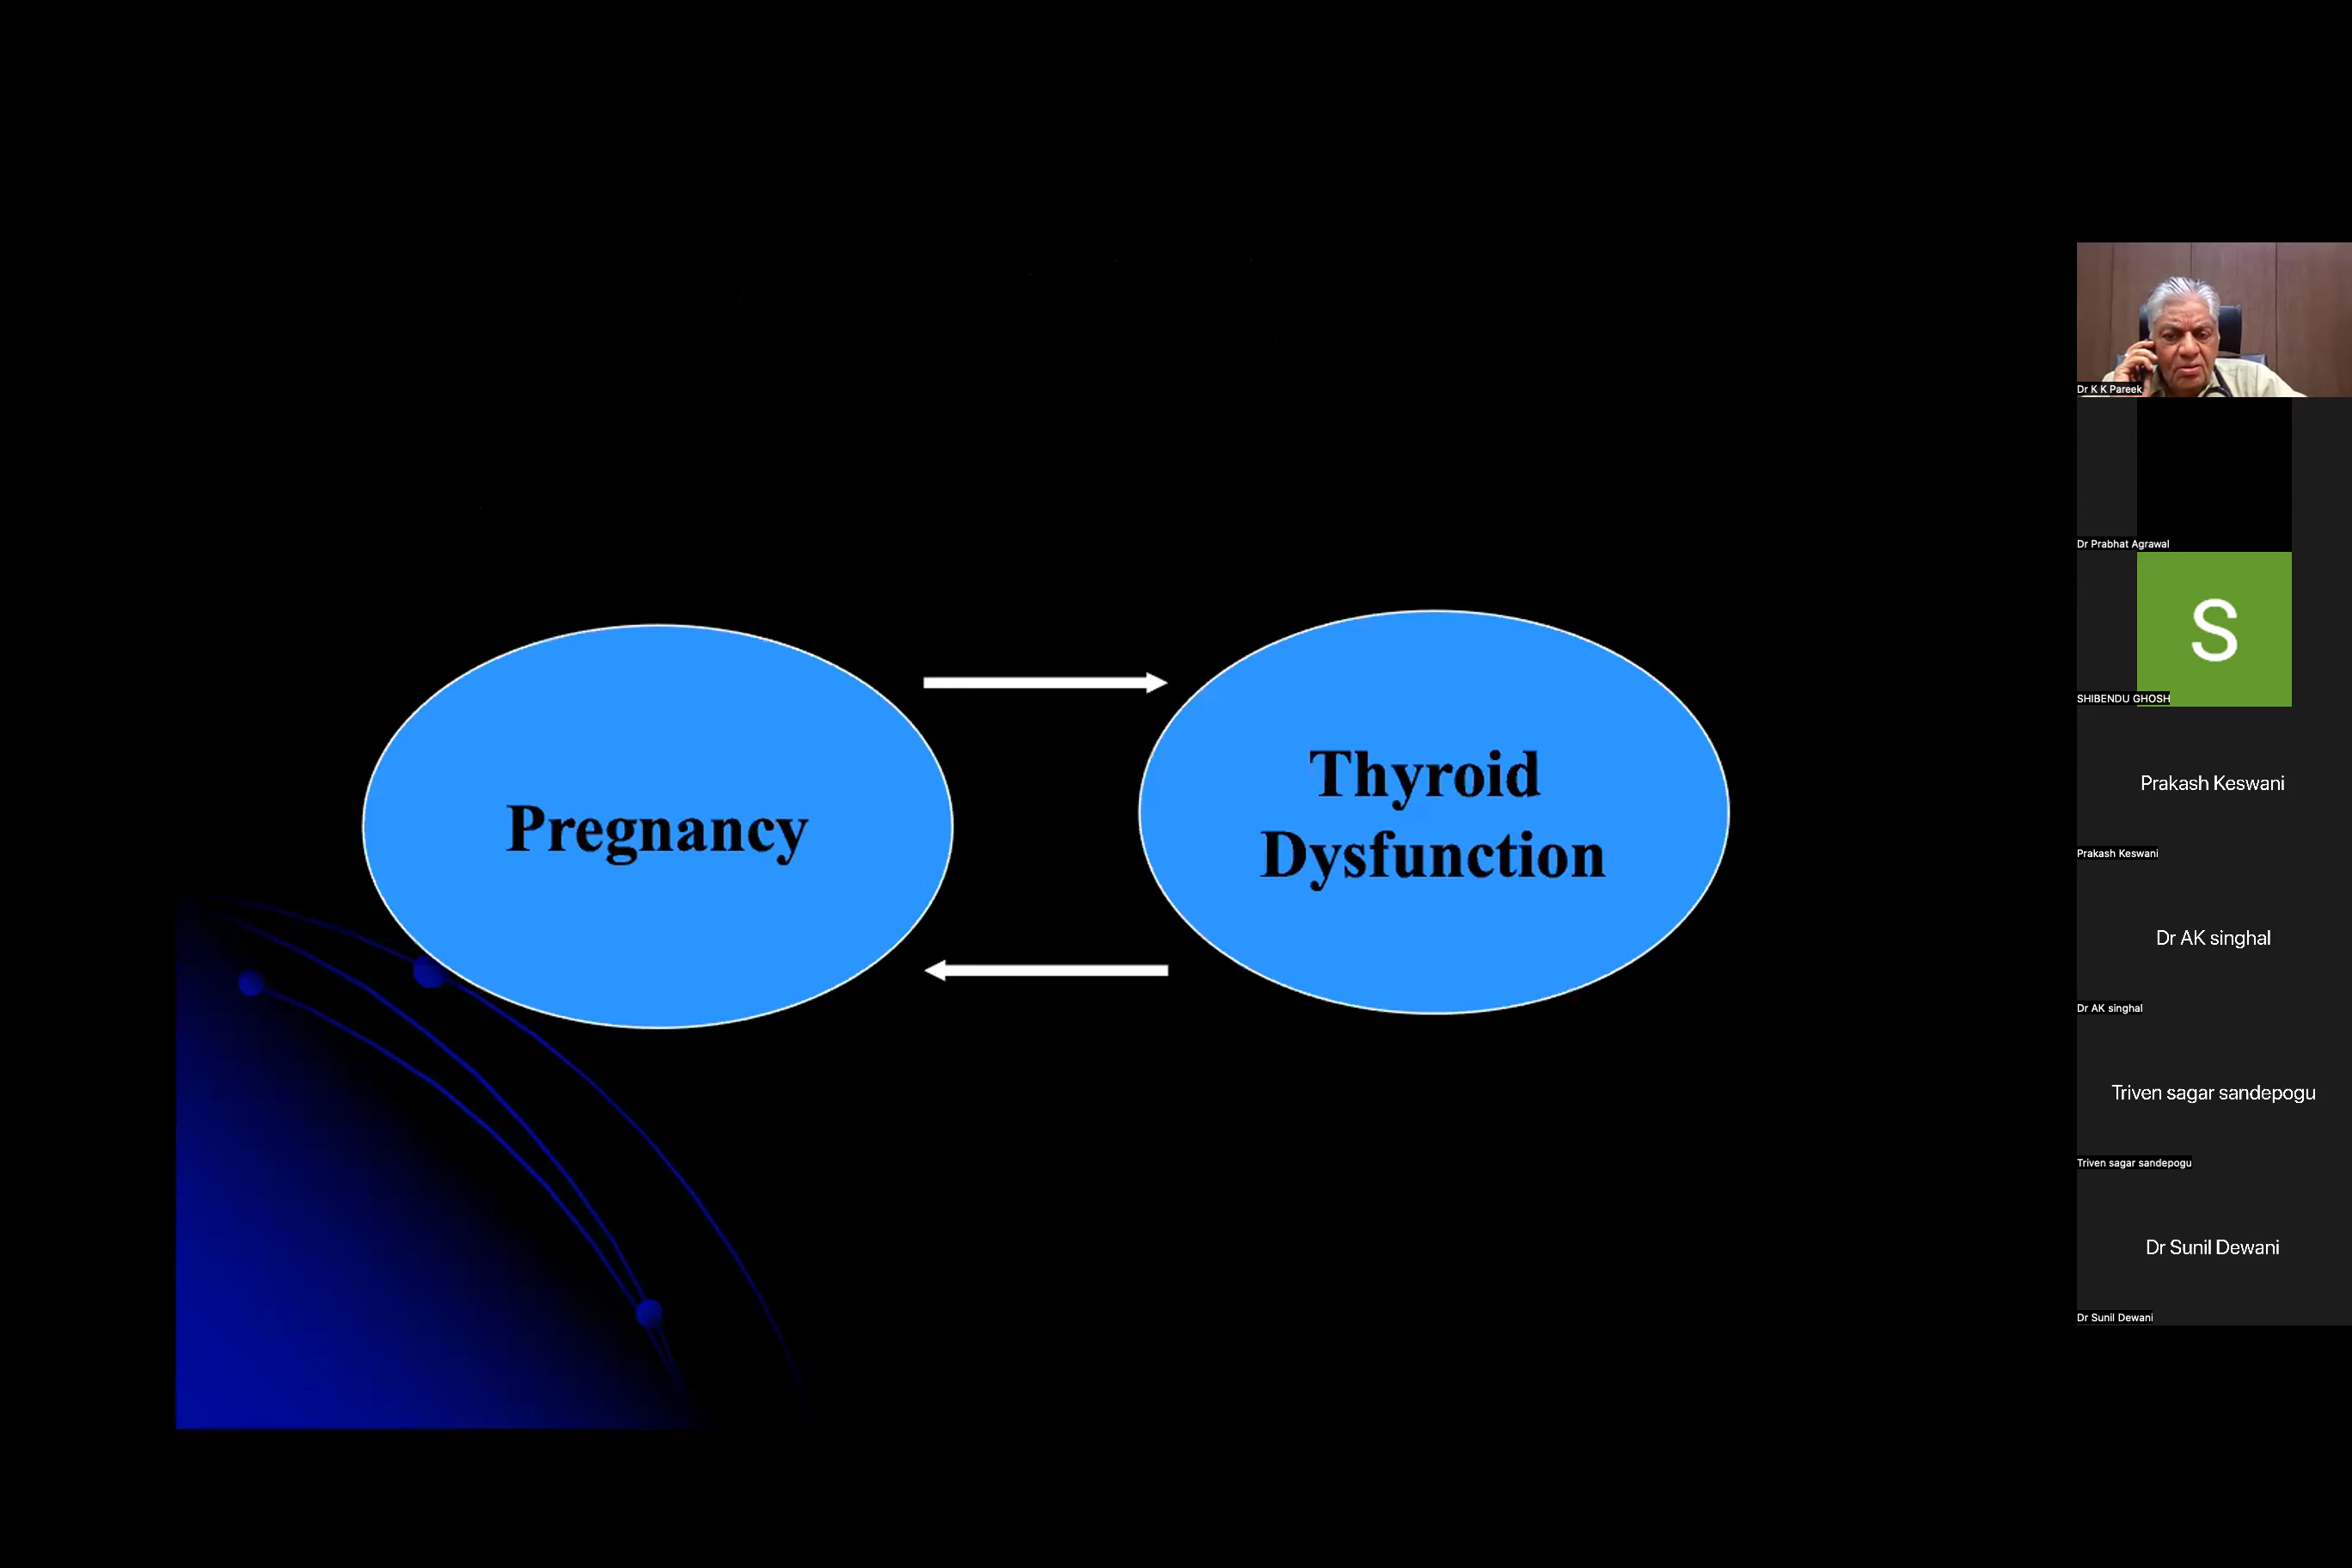 Pregnancy
Thyroid
Dysfunction
Dr K K Pareek
Dr Prabhat Agrawal
S
SHIBENDU GHOSH
Prakash Keswani
Prakash Keswani
Dr AK singhal
Dr AK singhal
Triven sagar sandepogu
Triven sagar sandepogu
Dr Sunil Dewani
Dr Sunil Dewani